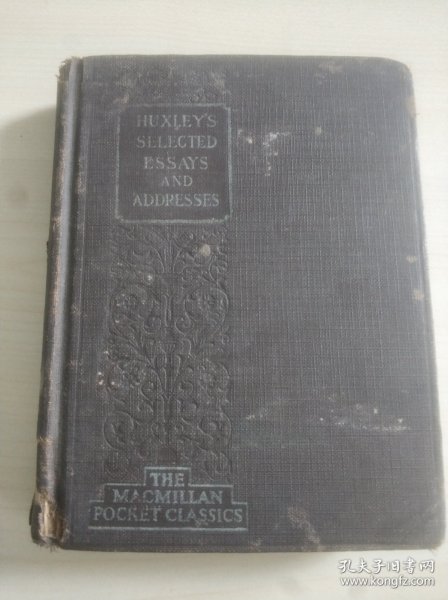 HUXLEY'S
SELECTED
ESSAYS
AND
ADDRESSES
THE
MACMILLAN
POCKET CLASSICS
孔夫子旧书网
www.kongfz.com